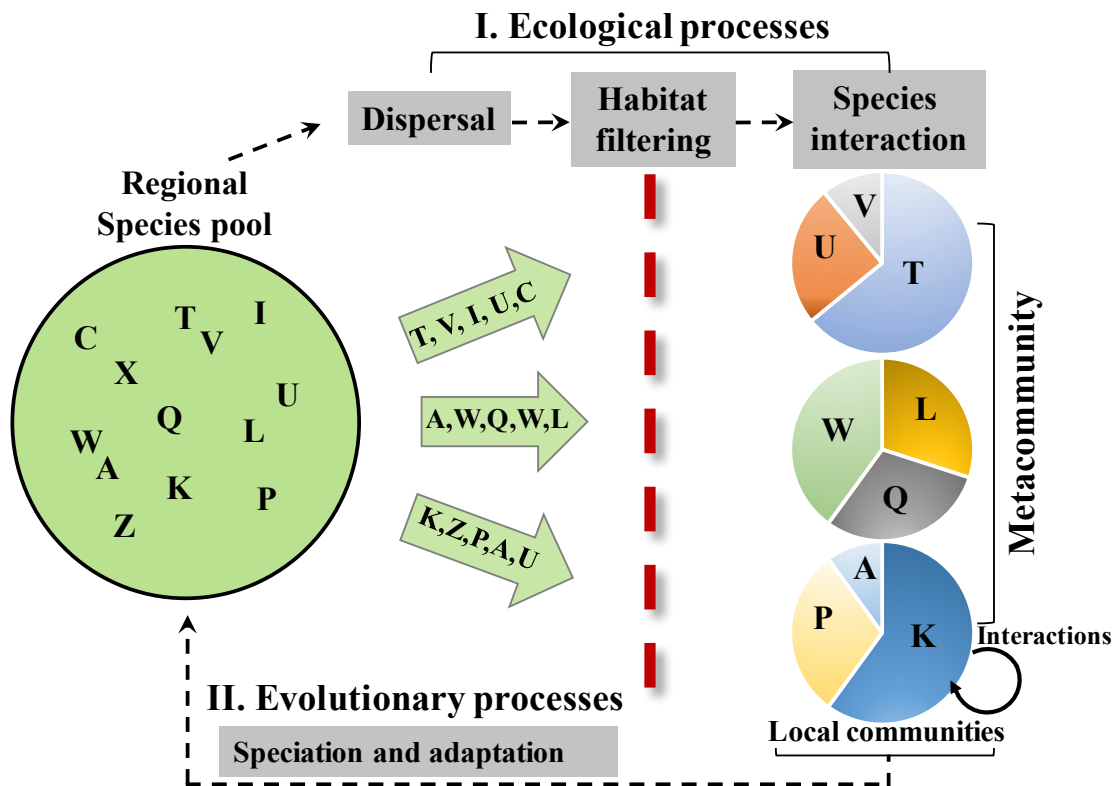 I. Ecological processes
Dispersal
Habitat
filtering
Species
interaction
Regional
Species pool
C
T
V
I
X
U
Q
L
W
A
K
P
Z
T, V, I, U,C
A,W,Q,W,L
K,Z,P,A,U
V
U
T
W
L
Q
A
P
K
Metacommunity
Interactions
Local communities
II. Evolutionary processes
Speciation and adaptation